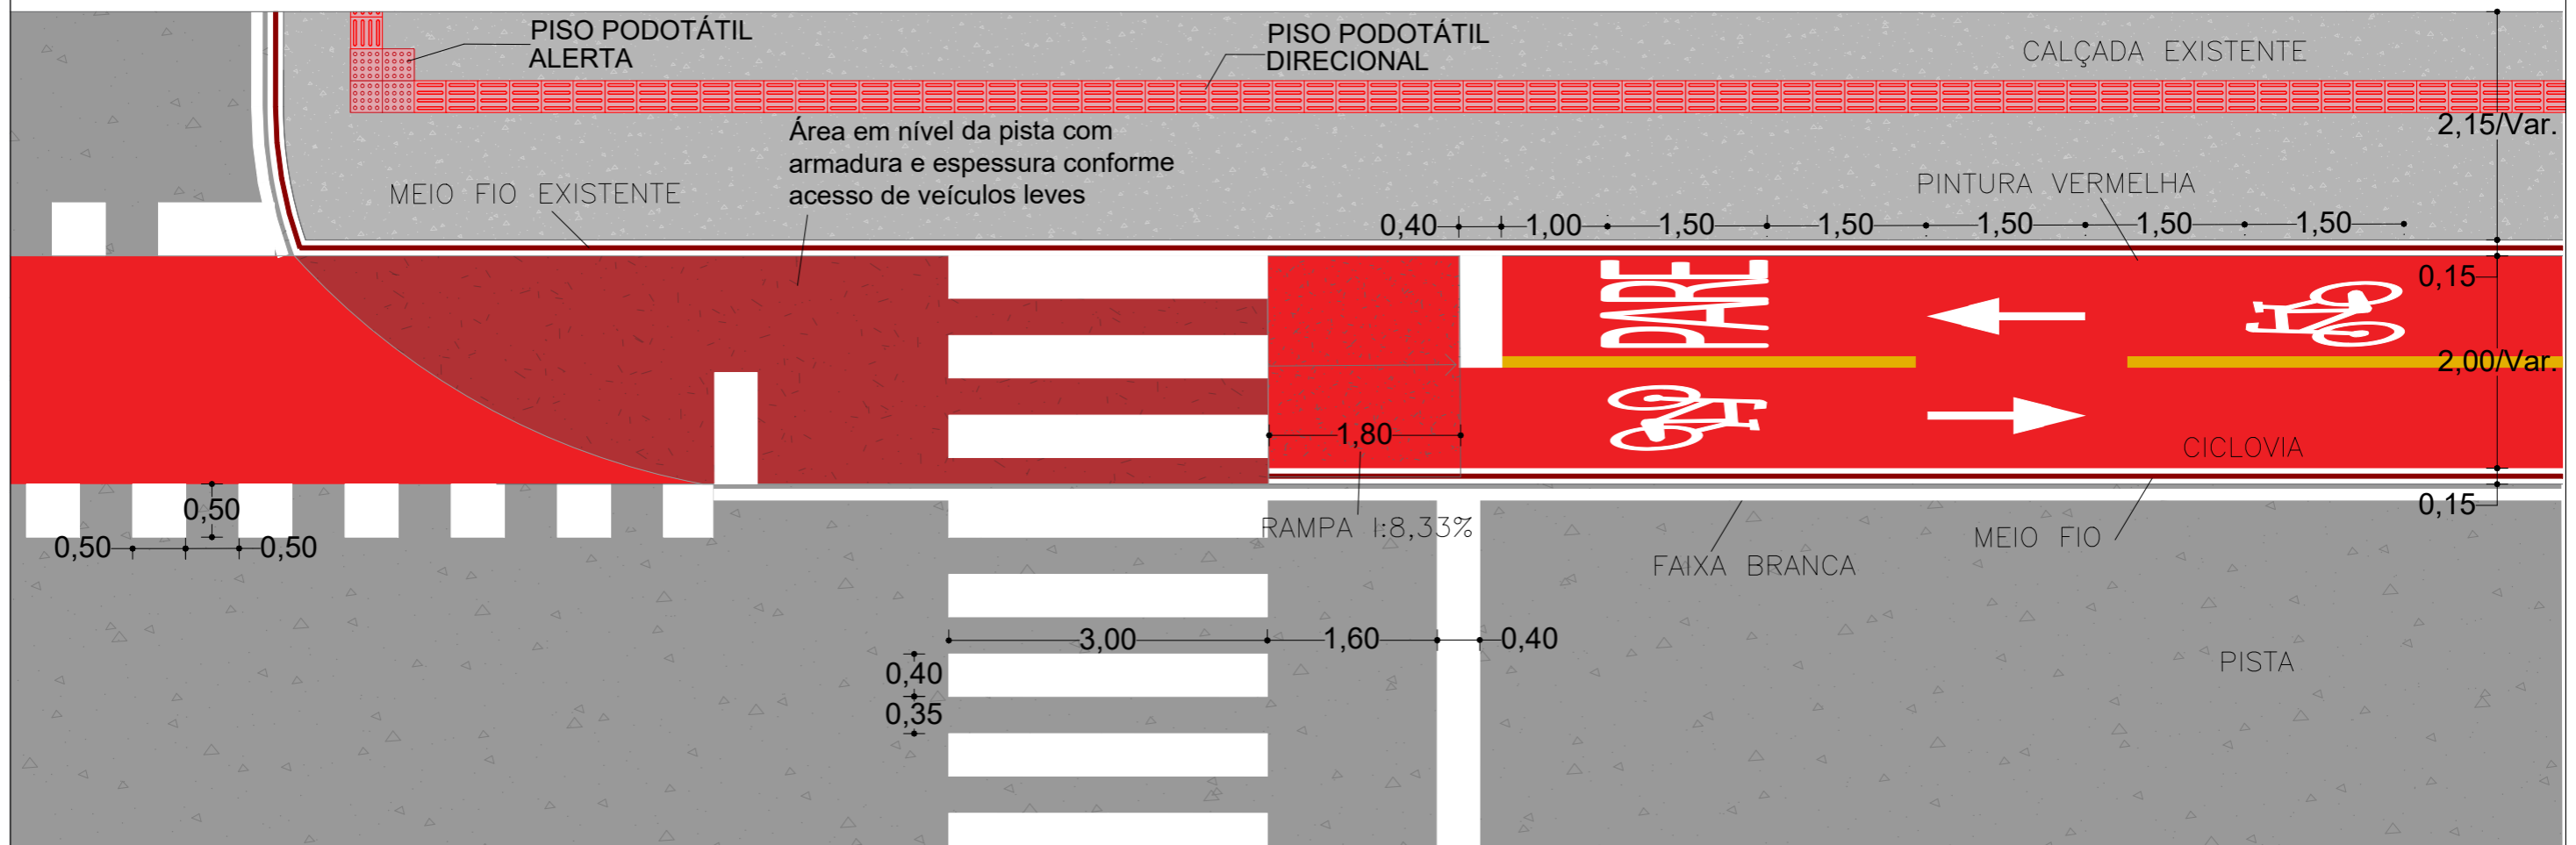 PISO PODOTÁTIL
ALERTA
PISO PODOTÁTIL
DIRECIONAL
CALÇADA EXISTENTE
2,15/Var.
Área em nível da pista com
armadura e espessura conforme
acesso de veículos leves
MEIO FIO EXISTENTE
PINTURA VERMELHA
0,40
1,00
1,50
1,50
1,50
1,50
1,50
0,15
PARE
2,00/Var.
1,80
CICLOVIA
0,50
0,15
0,50
0,50
RAMPA I:8,33%
MEIO FIO
FAIXA BRANCA
3,00
1,60
0,40
0,40
PISTA
0,35